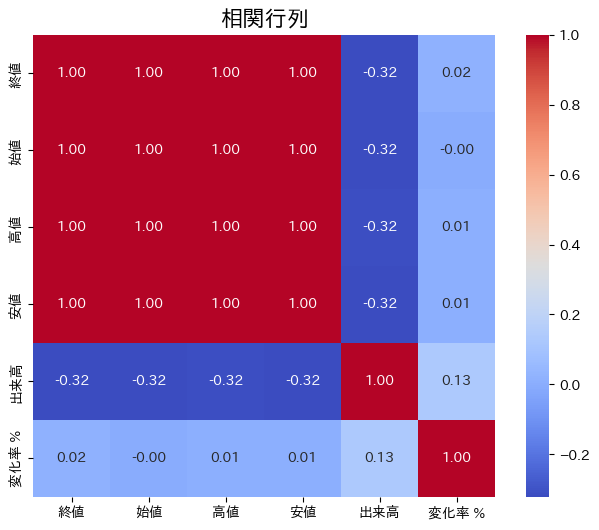 相関行列
終値 1.00 1.00 1.00 1.00 -0.32 0.02
始値 1.00 1.00 1.00 1.00 -0.32 -0.00
高値 1.00 1.00 1.00 1.00 -0.32 0.01
安値 1.00 1.00 1.00 1.00 -0.32 0.01
出来高 -0.32 -0.32 -0.32 -0.32 1.00 0.13
変化率 % 0.02 -0.00 0.01 0.01 0.13 1.00
終値 始値 高値 安値 出来高 変化率 %
1.0
0.8
0.6
0.4
0.2
0.0
−0.2